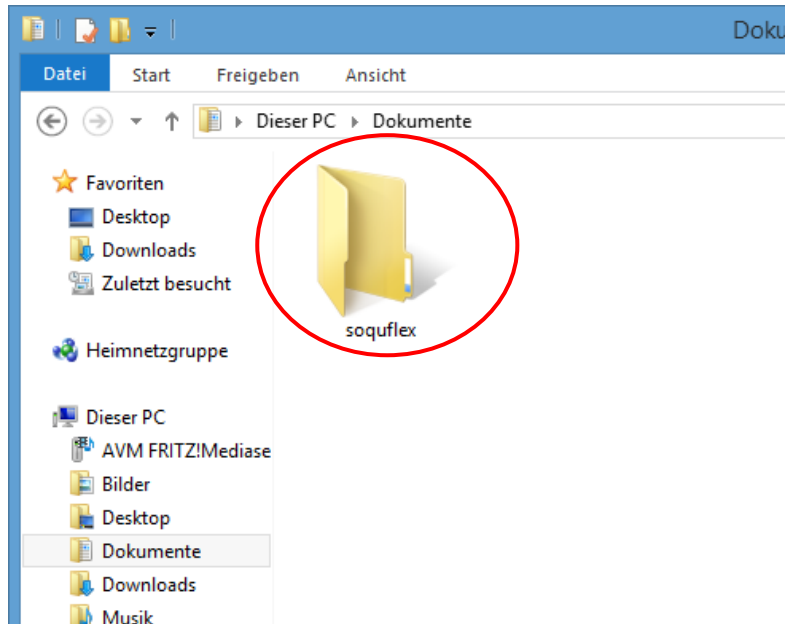 Doku
Datei Start Freigeben Ansicht
Dieser PC Dokumente
Favoriten
Desktop
Downloads
Zuletzt besucht
soquflex
Heimnetzgruppe
Dieser PC
AVM FRITZ!Mediase
Bilder
Desktop
Dokumente
Downloads
Musik